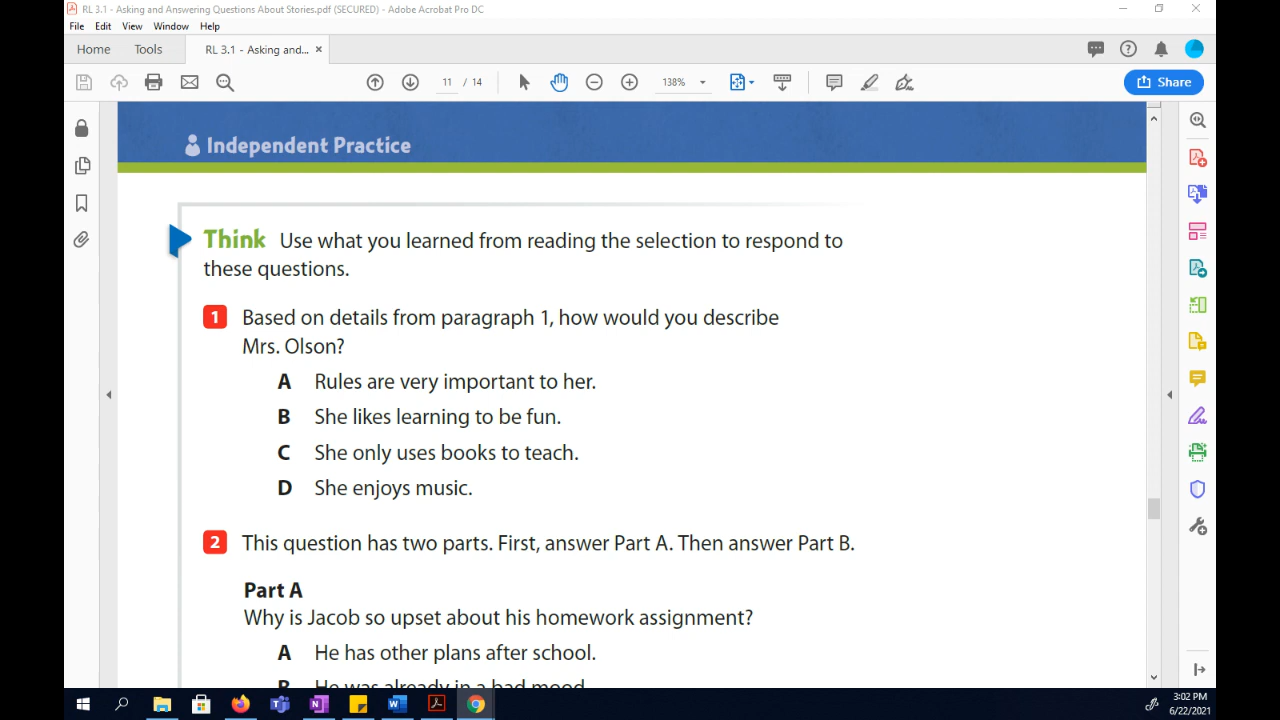 RL 3.1 - Asking and Answering Questions About Stories.pdf (SECURED) - Adobe Acrobat Pro DC
File Edit View Window Help
Home Tools RL 3.1 - Asking and... ×
11 / 14 138% Share
Independent Practice
Think Use what you learned from reading the selection to respond to
these questions.
1 Based on details from paragraph 1, how would you describe
Mrs. Olson?
A Rules are very important to her.
B She likes learning to be fun.
C She only uses books to teach.
D She enjoys music.
2 This question has two parts. First, answer Part A. Then answer Part B.
Part A
Why is Jacob so upset about his homework assignment?
A He has other plans after school.
B He was already in a bad mood
3:02 PM
6/22/2021